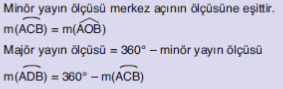 Minör yayın ölçüsü merkez açının ölçüsüne eşittir.
m(ACB) = m(AOB)
Majör yayın ölçüsü = 360° – minör yayın ölçüsü
m(ADB) = 360° – m(ACB)